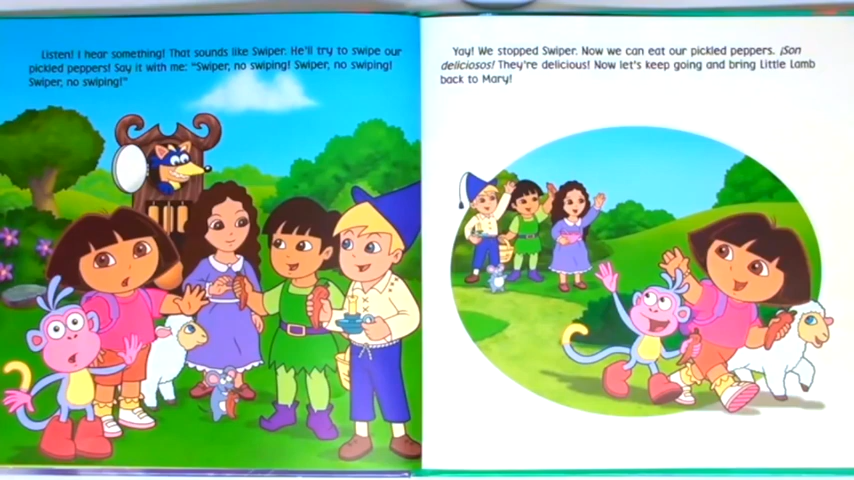 Listen! I hear something! That sounds like Swiper. He'll try to swipe our
pickled peppers! Say it with me: "Swiper, no swiping! Swiper, no swiping!
Swiper, no swiping!"
Yay! We stopped Swiper. Now we can eat our pickled peppers. ¡Son
deliciosos! They're delicious! Now let's keep going and bring Little Lamb
back to Mary!